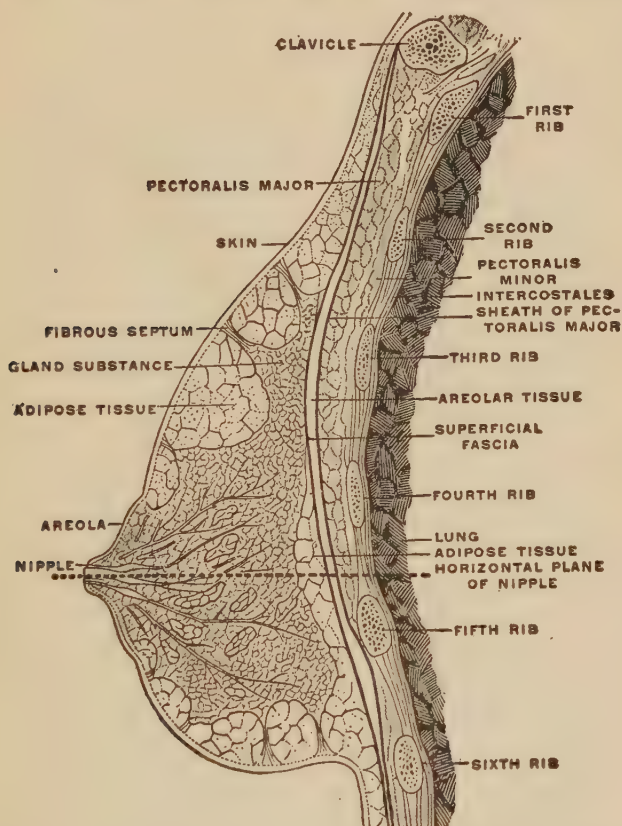 CLAVICLE
FIRST
RIB
PECTORALIS MAJOR
SKIN
SECOND
RIB
PECTORALIS
MINOR
INTERCOSTALES
SHEATH OF PEC-
TORALIS MAJOR
FIBROUS SEPTUM
GLAND SUBSTANCE
THIRD RIB
ADIPOSE TISSUE
AREOLAR TISSUE
SUPERFICIAL
FASCIA
FOURTH RIB
AREOLA
LUNG
NIPPLE
ADIPOSE TISSUE
HORIZONTAL PLANE
OF NIPPLE
FIFTH RIB
SIXTH RIB